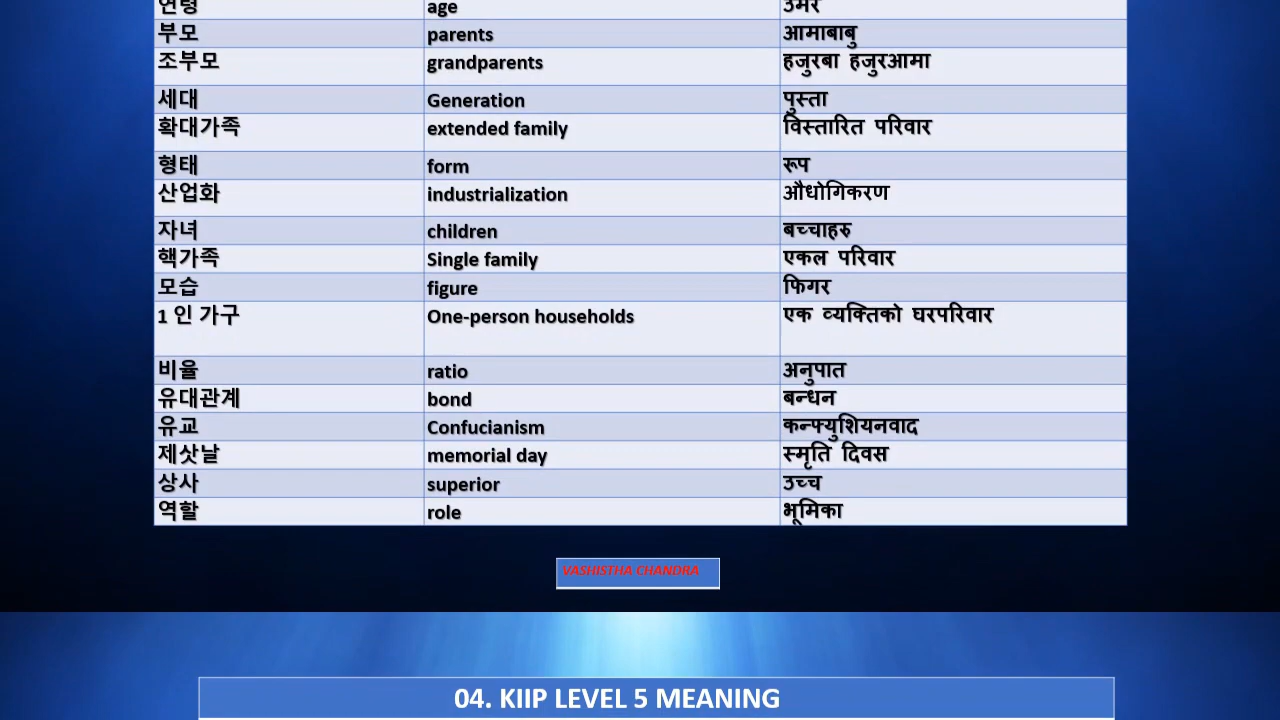 연령 age उमेर
부모 parents आमाबाबु
조부모 grandparents हजुरबा हजुरआमा
세대 Generation पुस्ता
확대가족 extended family विस्तारित परिवार
형태 form रूप
산업화 industrialization औधोगिकरण
자녀 children बच्चाहरु
핵가족 Single family एकल परिवार
모습 figure फिगर
1 인 가구 One-person households एक व्यक्तिको घरपरिवार
비율 ratio अनुपात
유대관계 bond बन्धन
유교 Confucianism कन्फ्युशियनवाद
제삿날 memorial day स्मृति दिवस
상사 superior उच्च
역할 role भूमिका
VASHISTHA CHANDRA
04. KIIP LEVEL 5 MEANING